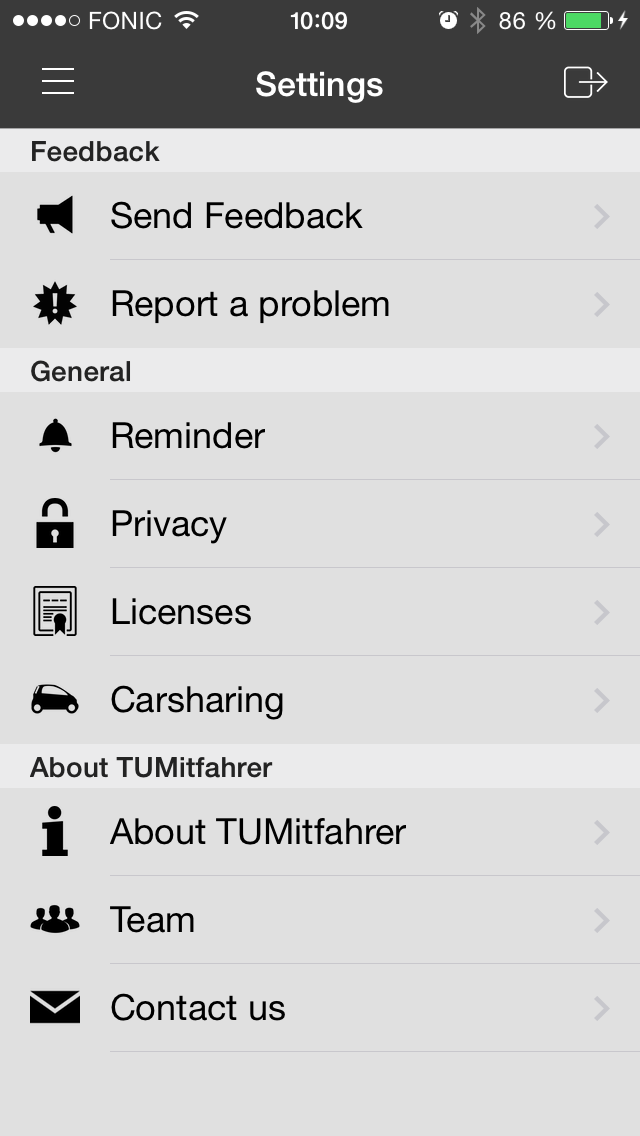 FONIC 10:09 86 %
Settings
Feedback
Send Feedback
Report a problem
General
Reminder
Privacy
Licenses
Carsharing
About TUMitfahrer
About TUMitfahrer
Team
Contact us